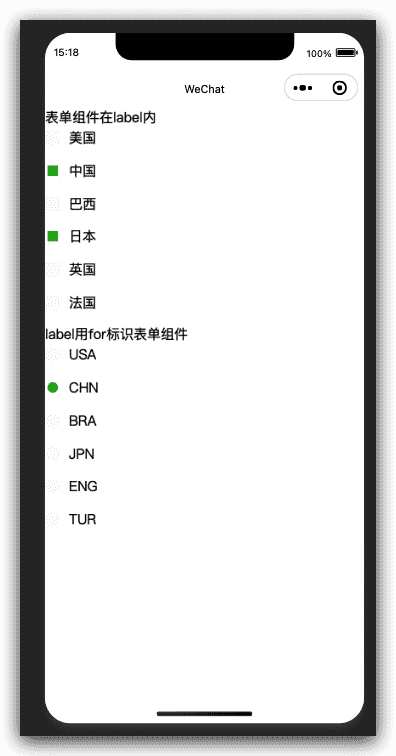 15:18 100%
WeChat
表单组件在label内
美国
中国
巴西
日本
英国
法国
label用for标识表单组件
USA
CHN
BRA
JPN
ENG
TUR